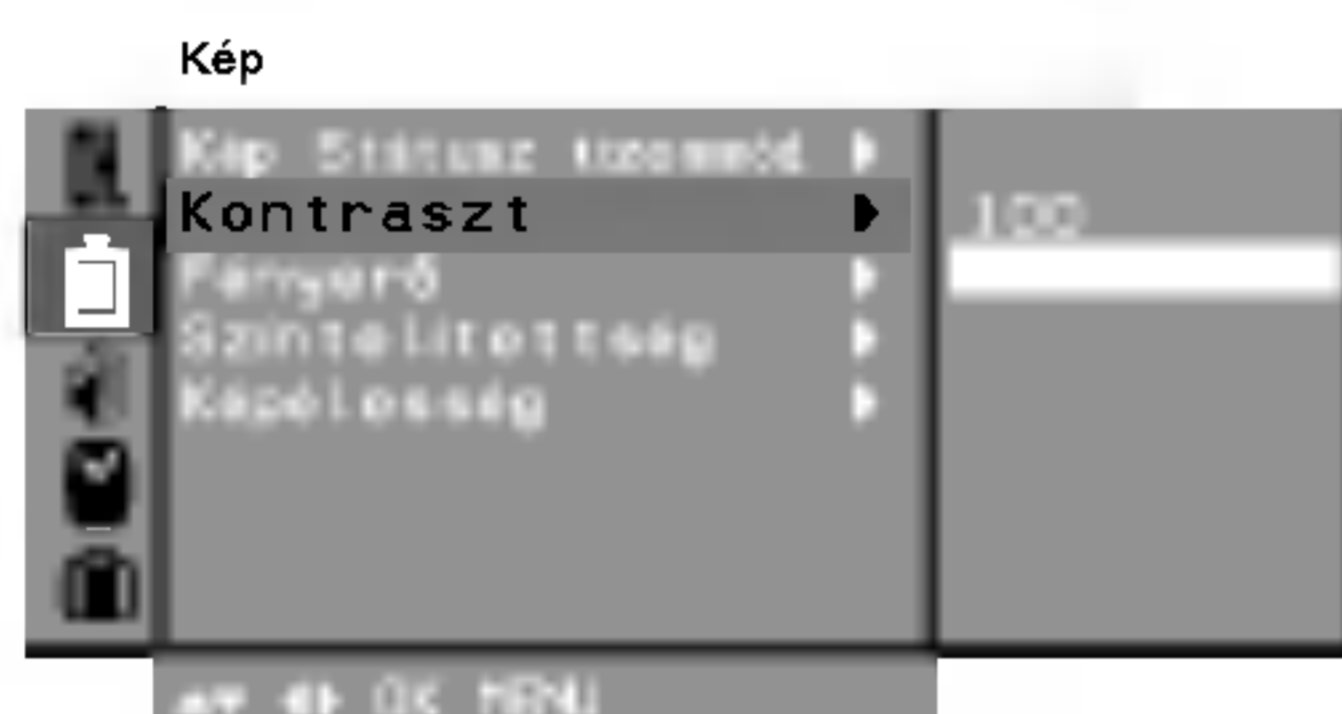 Kép
Kép Státusz üzemmód
Kontraszt
100
Fényerő
Színtelítettség
Képélesség
OK MENU